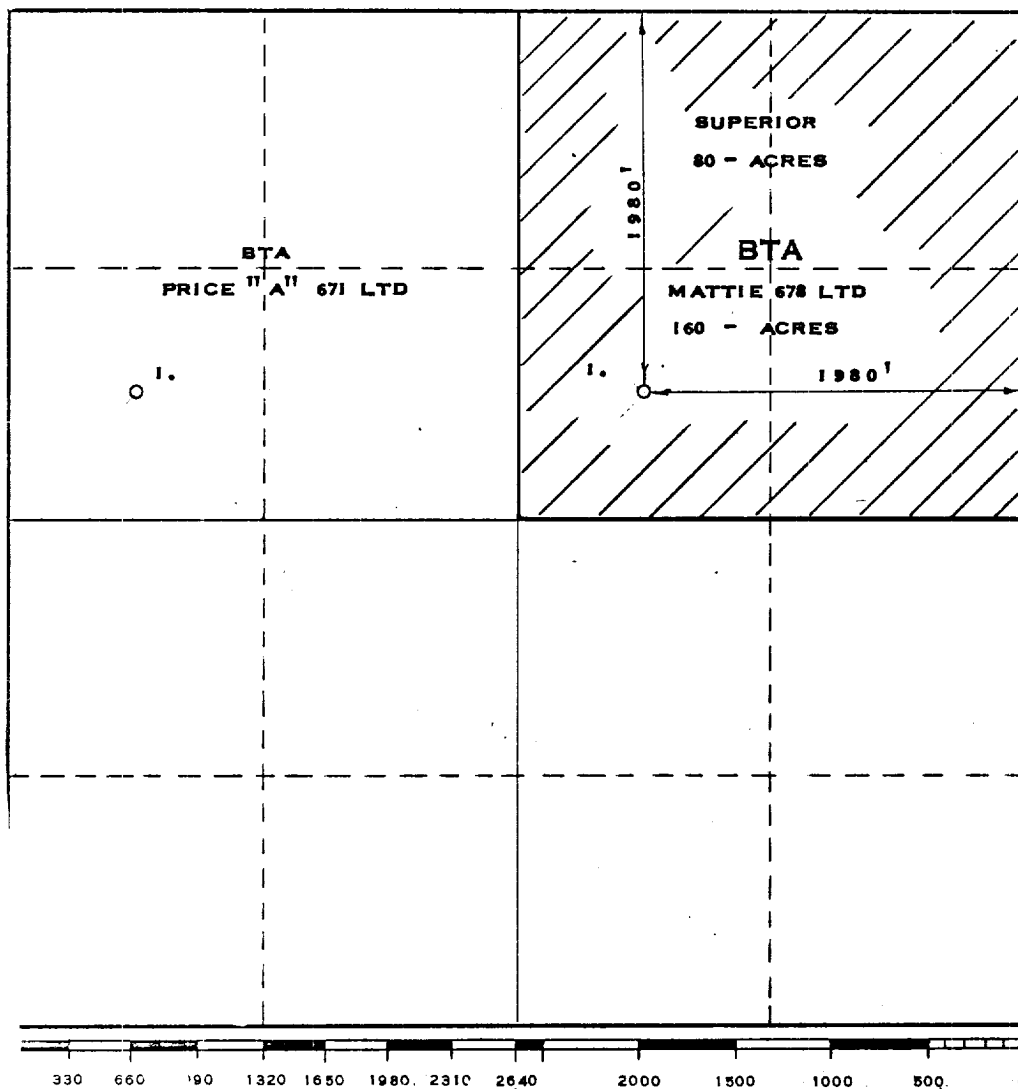 SUPERIOR
80 - ACRES
1980'
BTA
PRICE "A" 671 LTD
BTA
MATTIE 678 LTD
160 - ACRES
1.
1.
1980'
330 660 990 1320 1650 1980. 2310 2640 2000 1500 1000 500